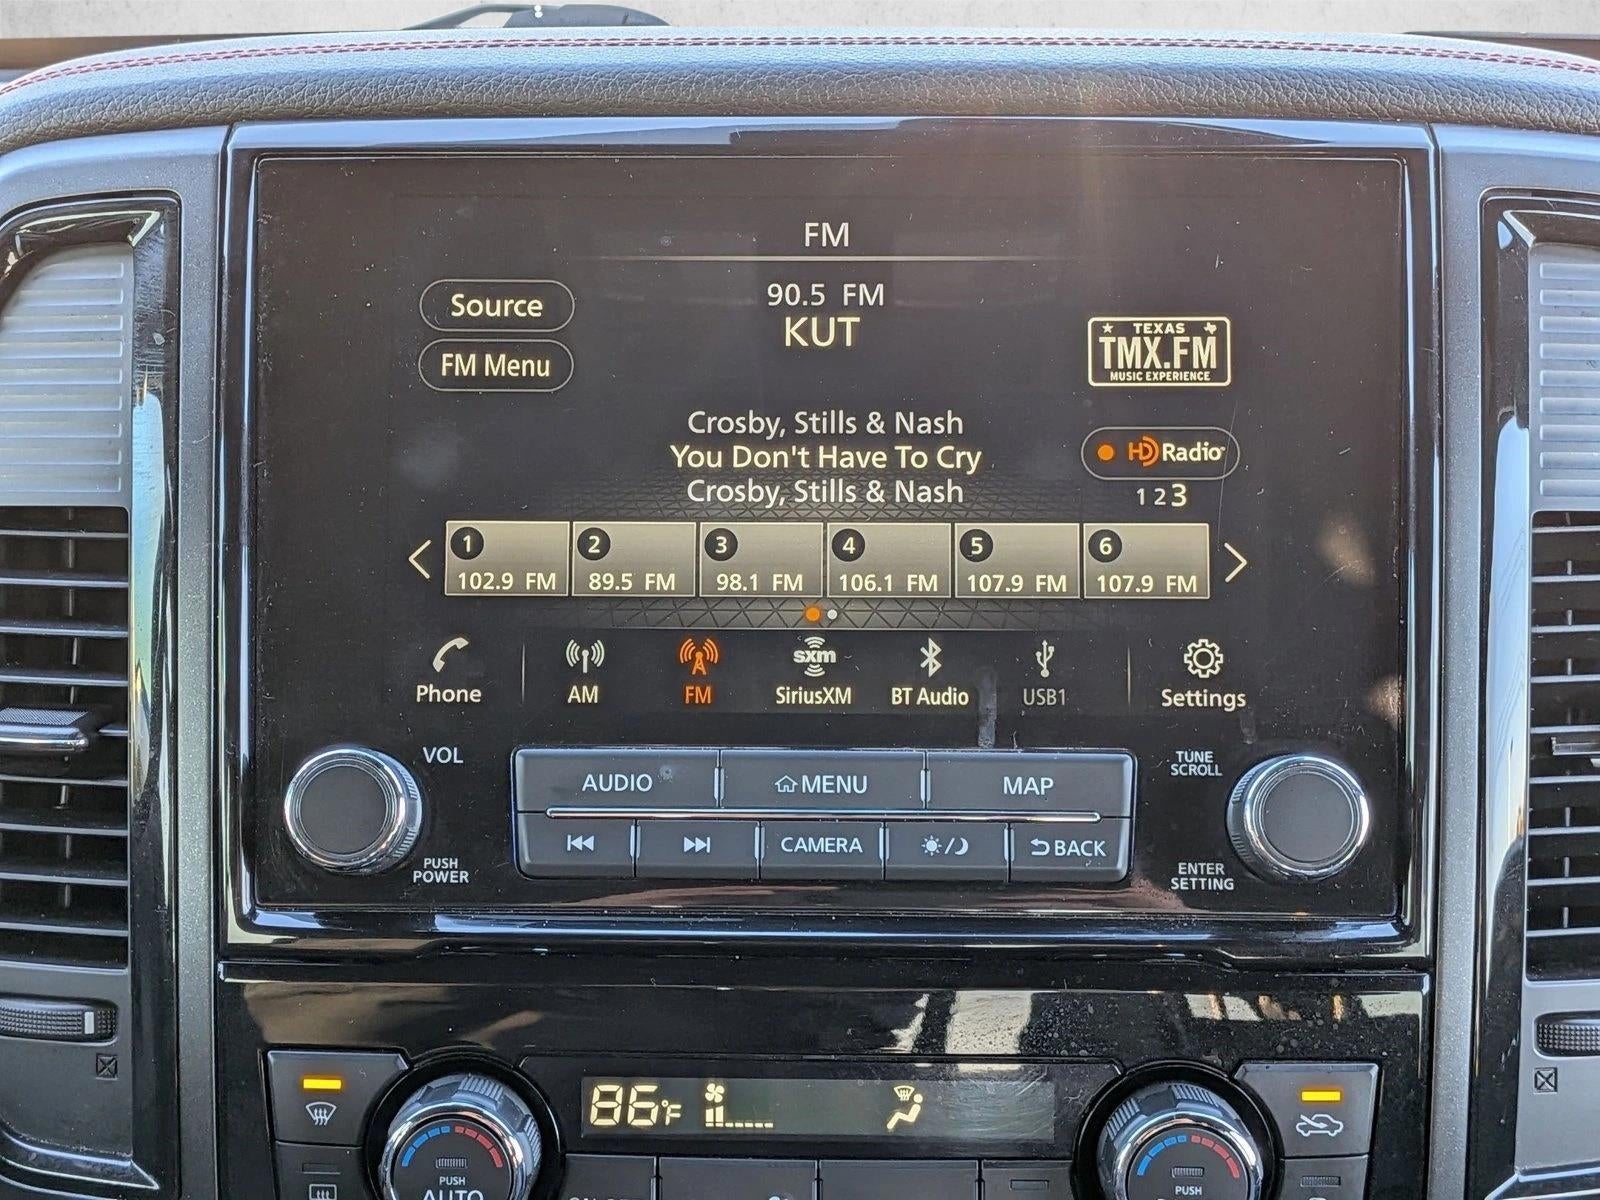 FM
Source
FM Menu
90.5 FM
KUT
TEXAS
TMX.FM
MUSIC EXPERIENCE
Crosby, Stills & Nash
You Don't Have To Cry
Crosby, Stills & Nash
HD Radio
1 2 3
1 102.9 FM
2 89.5 FM
3 98.1 FM
4 106.1 FM
5 107.9 FM
6 107.9 FM
Phone
AM
FM
sxm
SiriusXM
BT Audio
USB1
Settings
VOL
PUSH
POWER
AUDIO
MENU
MAP
CAMERA
BACK
TUNE
SCROLL
ENTER
SETTING
86°F
PUSH
AUTO
PUSH